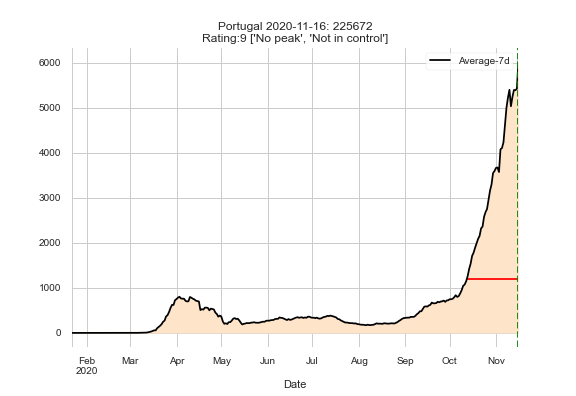 Portugal 2020-11-16: 225672
Rating:9 ['No peak', 'Not in control']
Average-7d
6000
5000
4000
3000
2000
1000
0
Feb Mar Apr May Jun Jul Aug Sep Oct Nov
2020
Date